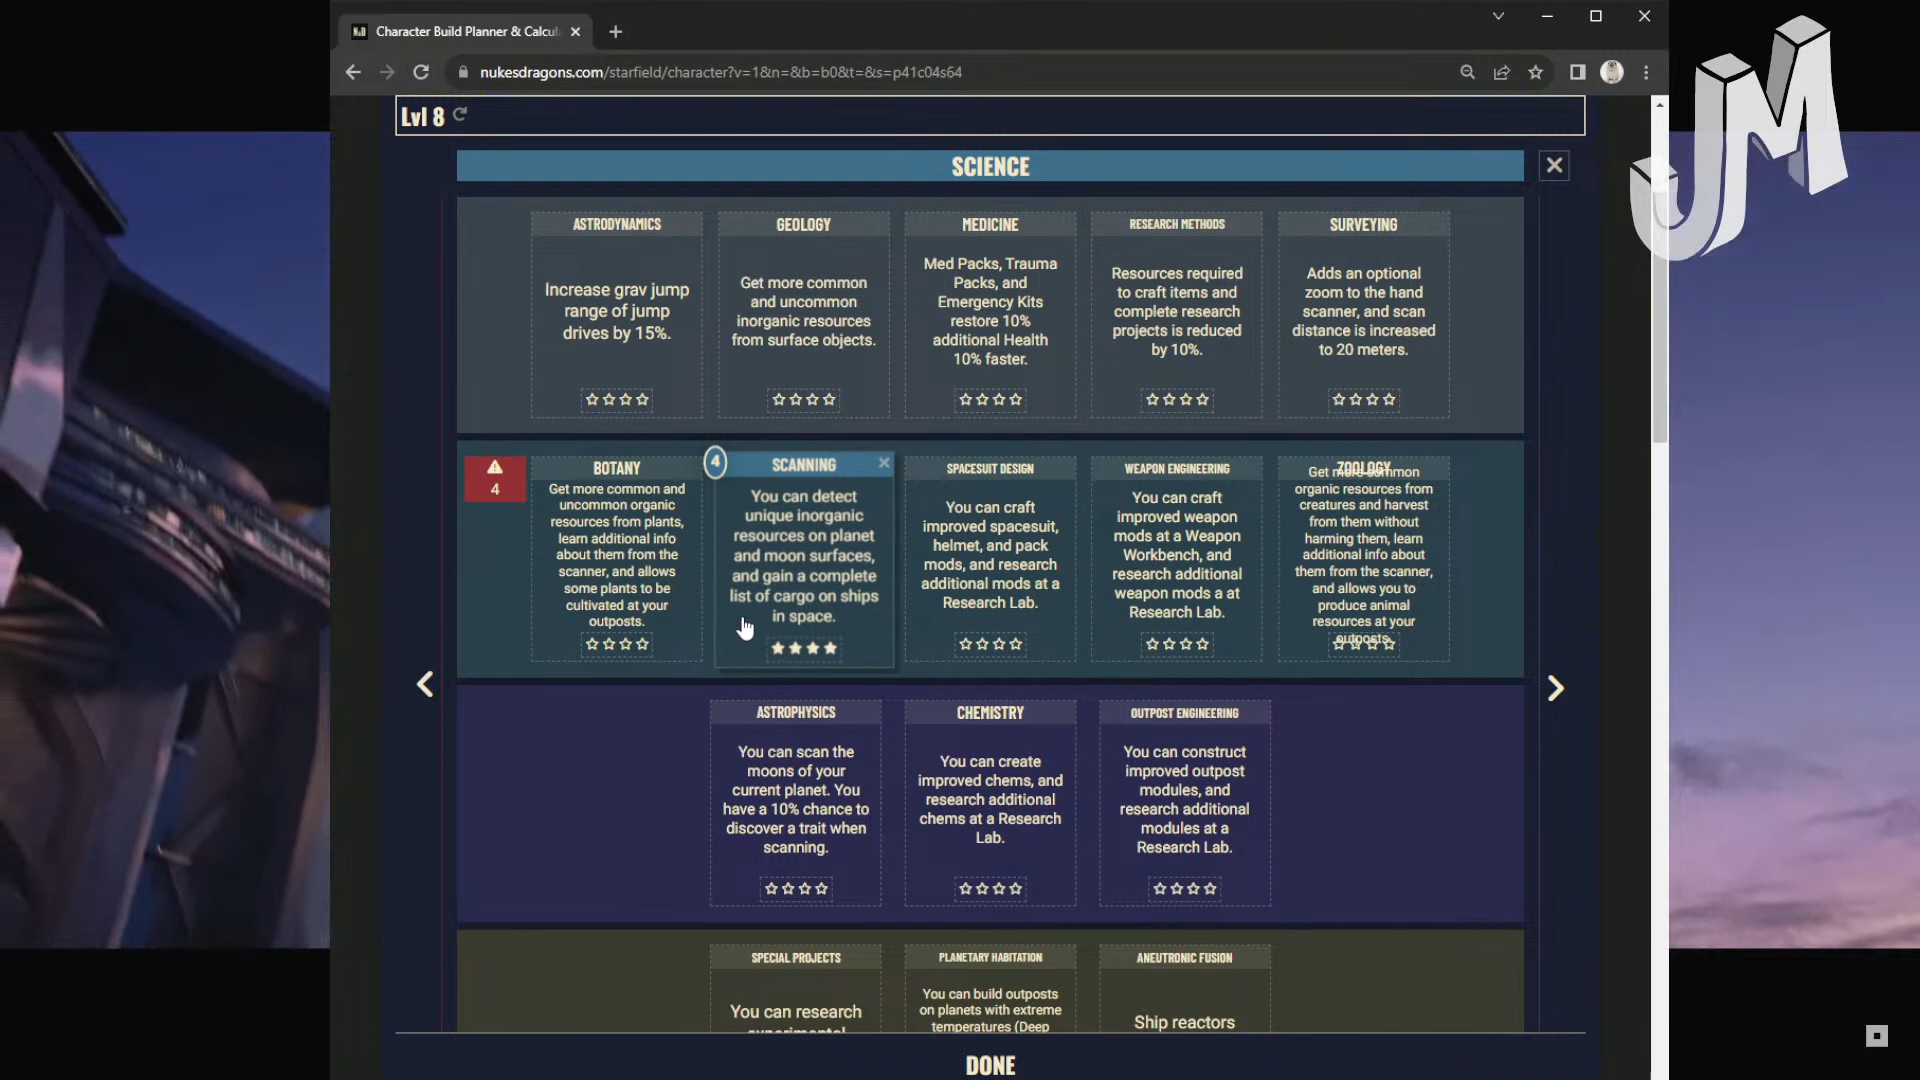 Character Build Planner & Calcul
nukesdragons.com/starfield/character?v=1&n=&b=b0&t=&s=p41c04s64
JM
Lvl 8
SCIENCE
ASTRODYNAMICS
Increase grav jump
range of jump
drives by 15%.
GEOLOGY
Get more common
and uncommon
inorganic resources
from surface objects.
MEDICINE
Med Packs, Trauma
Packs, and
Emergency Kits
restore 10%
additional Health
10% faster.
RESEARCH METHODS
Resources required
to craft items and
complete research
projects is reduced
by 10%.
SURVEYING
Adds an optional
zoom to the hand
scanner, and scan
distance is increased
to 20 meters.
4
BOTANY
Get more common and
uncommon organic
resources from plants,
learn additional info
about them from the
scanner, and allows
some plants to be
cultivated at your
outposts.
4
SCANNING
You can detect
unique inorganic
resources on planet
and moon surfaces,
and gain a complete
list of cargo on ships
in space.
SPACESUIT DESIGN
You can craft
improved spacesuit,
helmet, and pack
mods, and research
additional mods at a
Research Lab.
WEAPON ENGINEERING
You can craft
improved weapon
mods at a Weapon
Workbench, and
research additional
weapon mods a at
Research Lab.
ZOOLOGY
Get more common
organic resources from
creatures and harvest
from them without
harming them, learn
additional info about
them from the scanner,
and allows you to
produce animal
resources at your
outposts.
ASTROPHYSICS
You can scan the
moons of your
current planet. You
have a 10% chance to
discover a trait when
scanning.
CHEMISTRY
You can create
improved chems, and
research additional
chems at a Research
Lab.
OUTPOST ENGINEERING
You can construct
improved outpost
modules, and
research additional
modules at a
Research Lab.
SPECIAL PROJECTS
You can research
experimental
PLANETARY HABITATION
You can build outposts
on planets with extreme
temperatures (Deep
ANEUTRONIC FUSION
Ship reactors
DONE